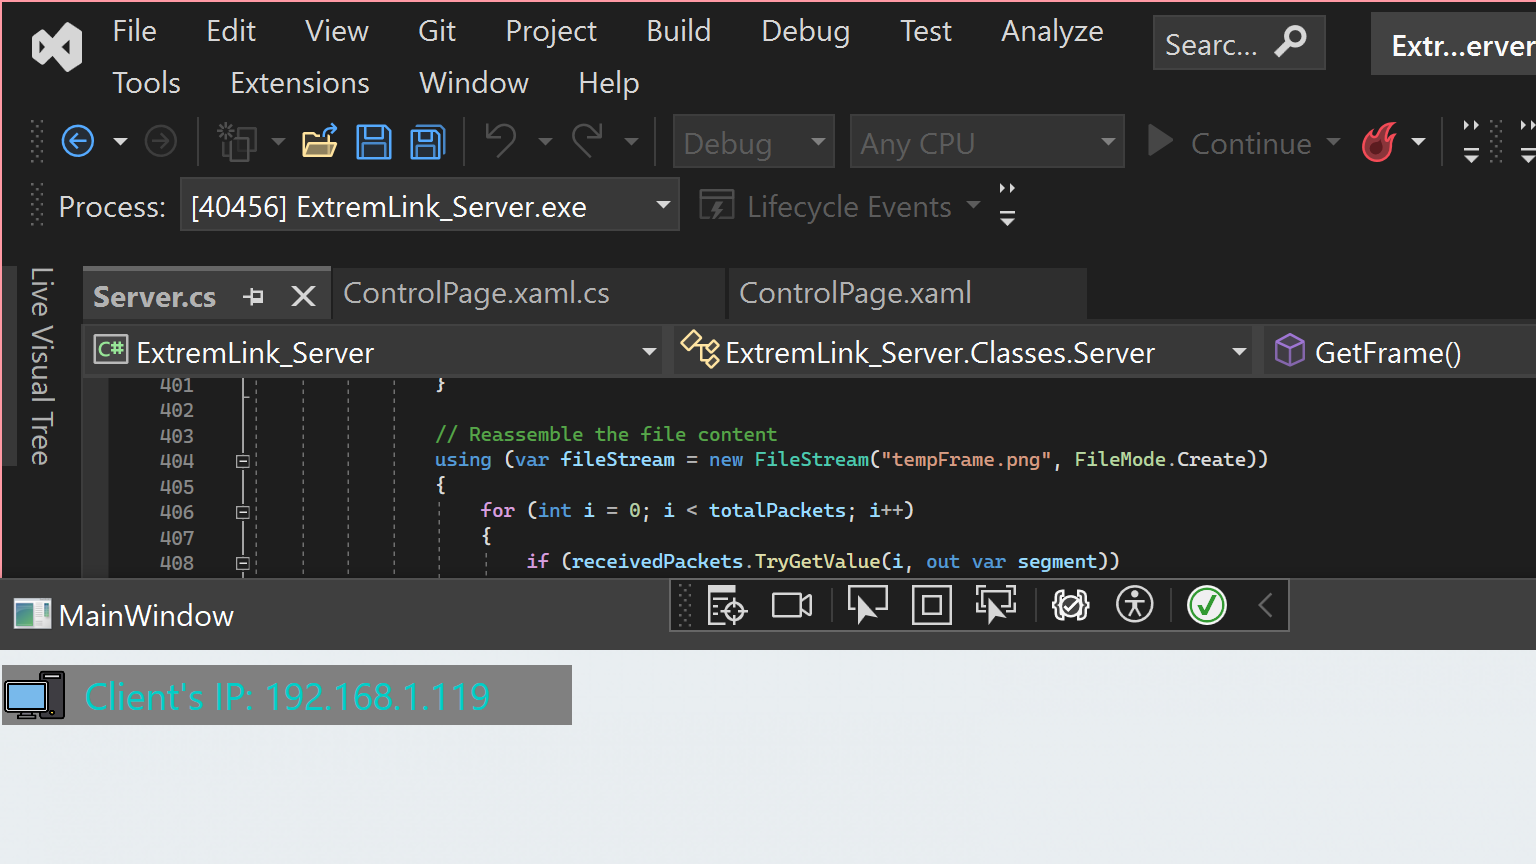 File Edit View Git Project Build Debug Test Analyze Searc... Extr...erver
Tools Extensions Window Help
Debug Any CPU Continue
Process: [40456] ExtremLink_Server.exe Lifecycle Events
Live Visual Tree
Server.cs ControlPage.xaml.cs ControlPage.xaml
C# ExtremLink_Server ExtremLink_Server.Classes.Server GetFrame()
401 }
402
403 // Reassemble the file content
404 using (var fileStream = new FileStream("tempFrame.png", FileMode.Create))
405 {
406 for (int i = 0; i < totalPackets; i++)
407 {
408 if (receivedPackets.TryGetValue(i, out var segment))
MainWindow
Client's IP: 192.168.1.119